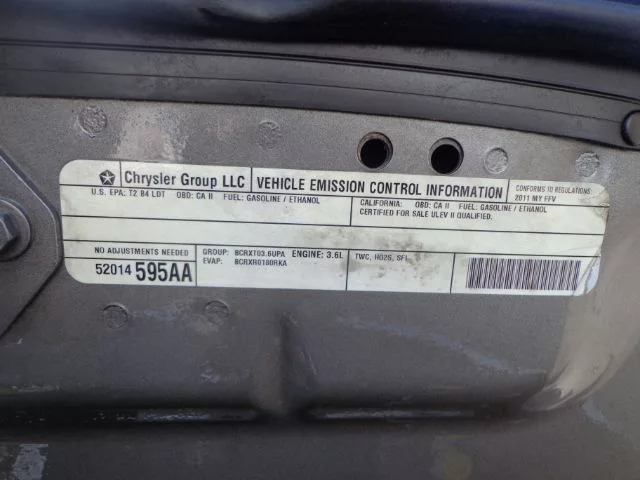 Chrysler Group LLC VEHICLE EMISSION CONTROL INFORMATION CONFORMS TO REGULATIONS
2011 MY FFV
U.S. EPA: T2 B4 LDT OBD: CA II FUEL: GASOLINE / ETHANOL
CALIFORNIA: OBD: CA II FUEL: GASOLINE / ETHANOL
CERTIFIED FOR SALE ULEV II QUALIFIED.
NO ADJUSTMENTS NEEDED
52014 595AA
GROUP: BCRXT03.6UPA ENGINE: 3.6L
EVAP: BCRXR0180RKA
TWC, HO2S, SFI